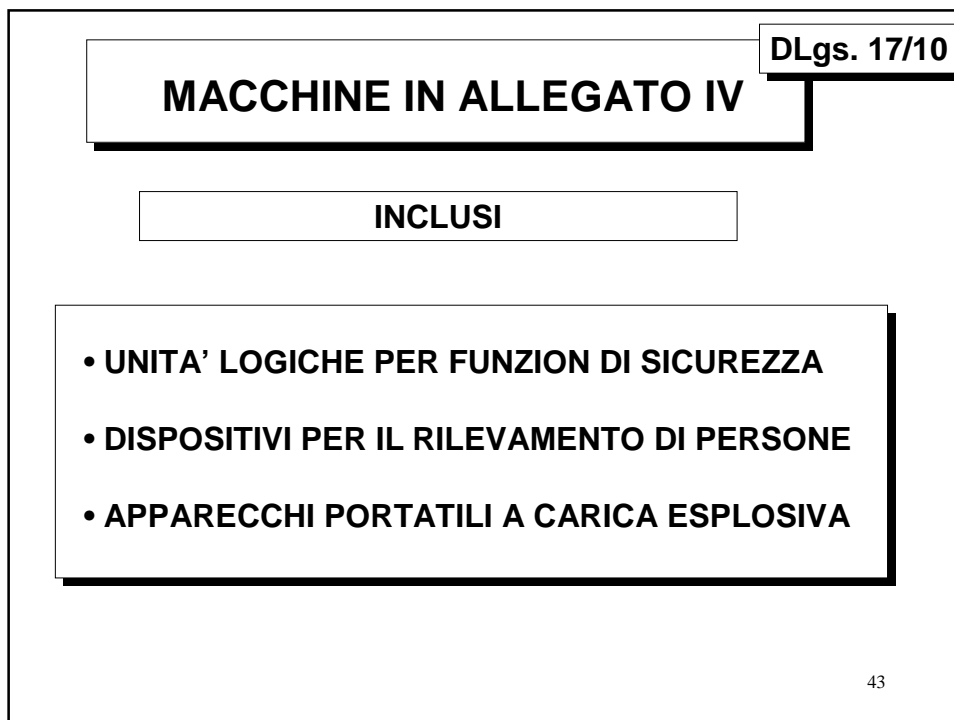 DLgs. 17/10
MACCHINE IN ALLEGATO IV
INCLUSI
• UNITA’ LOGICHE PER FUNZION DI SICUREZZA
• DISPOSITIVI PER IL RILEVAMENTO DI PERSONE
• APPARECCHI PORTATILI A CARICA ESPLOSIVA
43